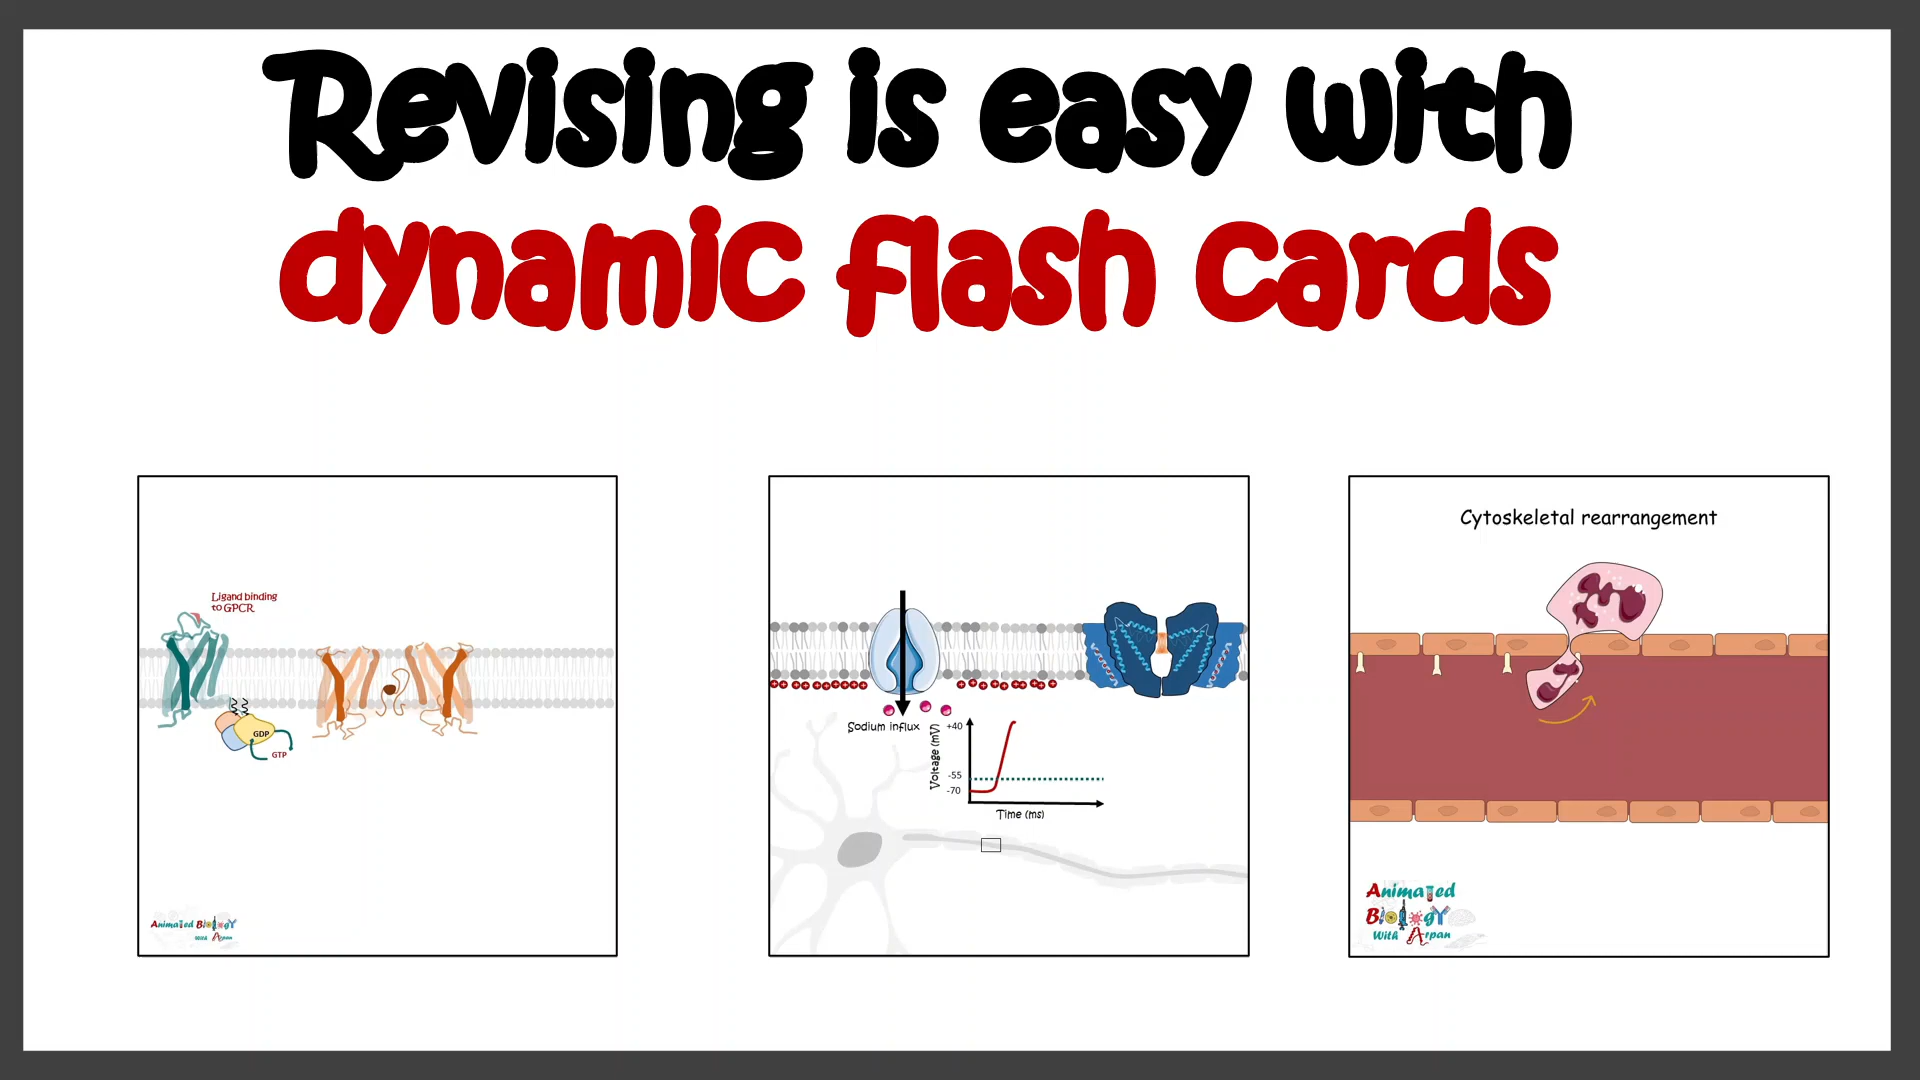 Revising is easy with
dynamic flash cards
Ligand binding
to GPCR
GDP
GTP
Animated Biology
With Arpan
Sodium influx
Voltage (mV)
+40
-55
-70
Time (ms)
Cytoskeletal rearrangement
Animated
Biology
With Arpan